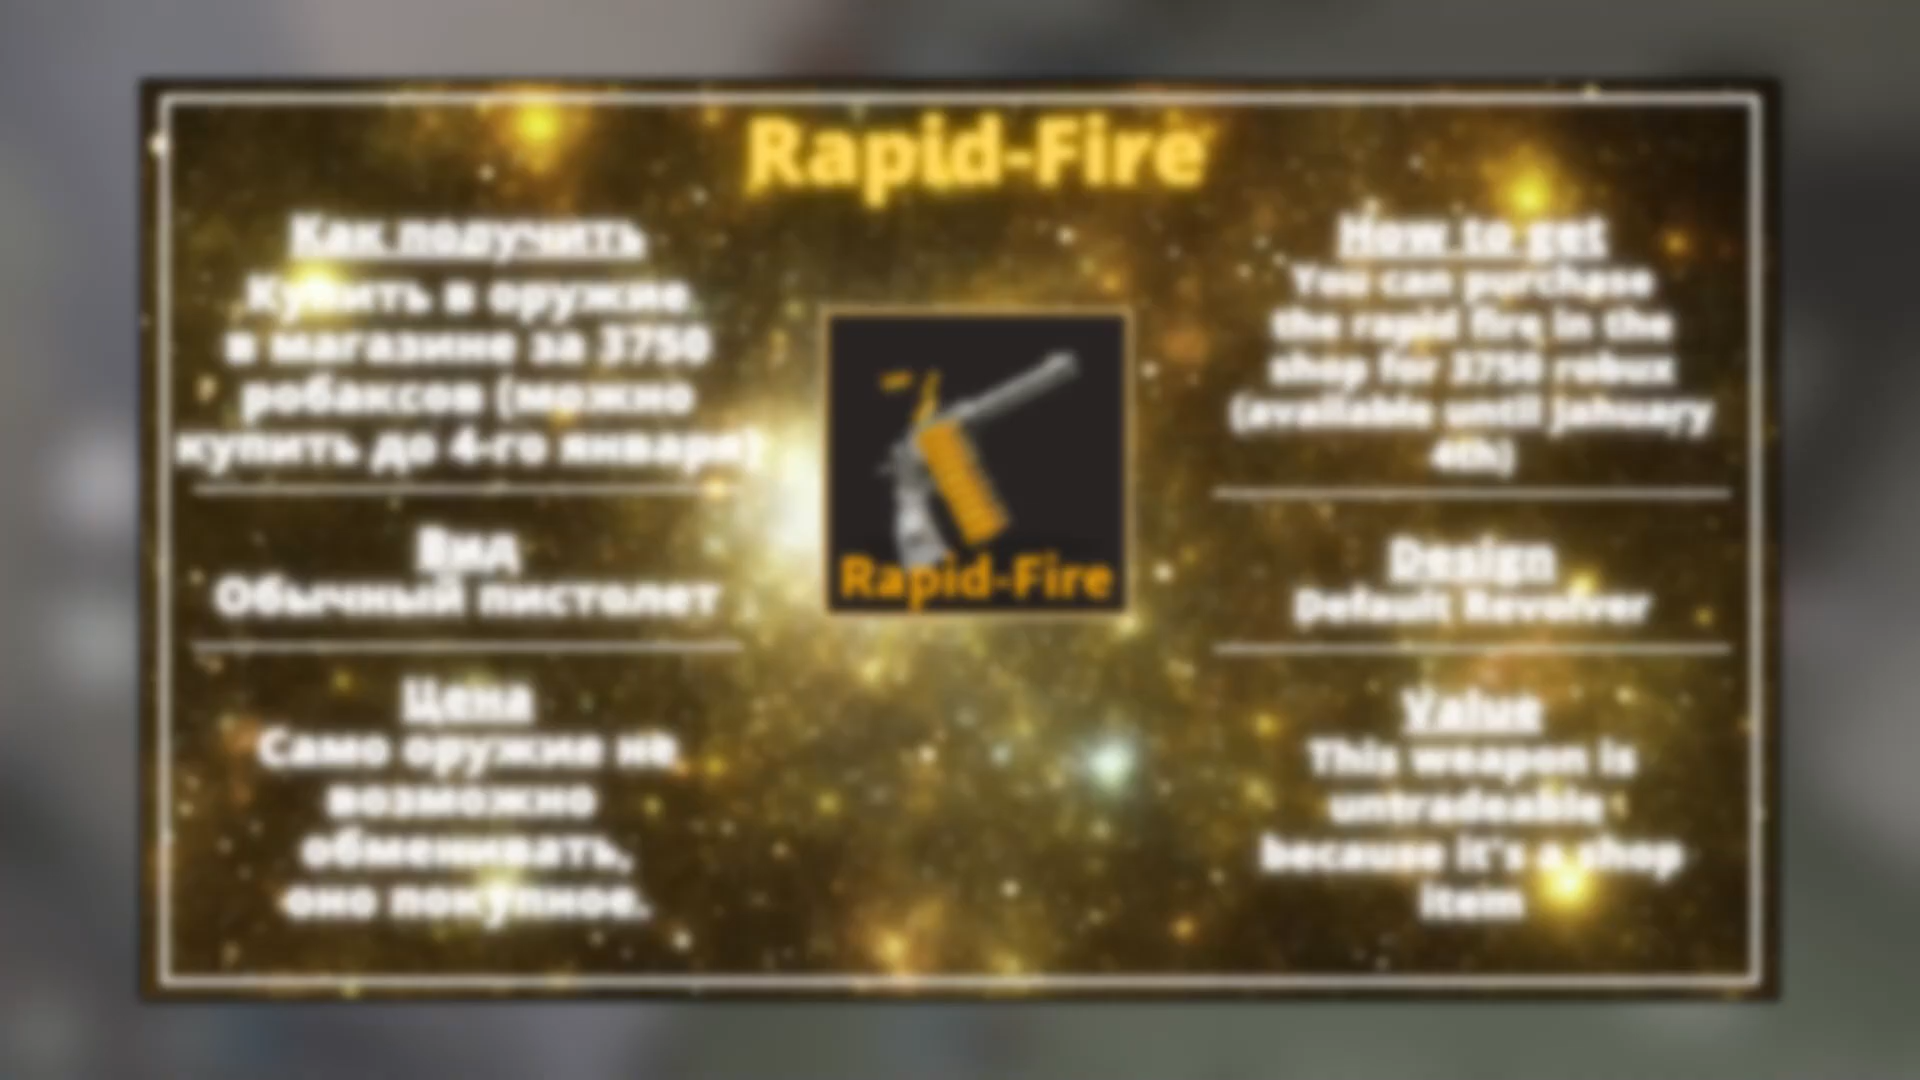 Rapid-Fire
Как получить
Купить в оружие
в магазине за 3750
робаксов (можно
купить до 4-го января)
Вид
Обычный пистолет
Цена
Само оружие не
возможно
обменивать,
оно покупное.
Rapid-Fire
How to get
You can purchase
the rapid fire in the
shop for 3750 robux
(available until January
4th)
Design
Default Revolver
Value
This weapon is
untradeable
because it's a shop
item